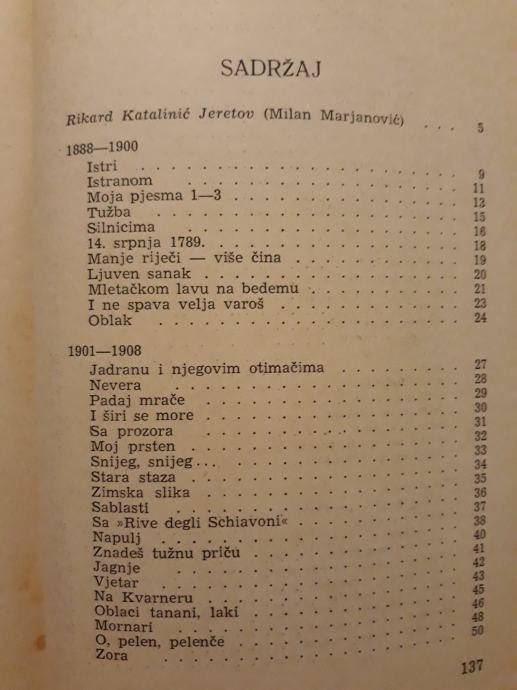 SADRŽAJ
Rikard Katalinić Jeretov (Milan Marjanović) . . . 5
1888—1900
Istri . . . . . . . . . . . . . . . . 9
Istranom . . . . . . . . . . . . . . 11
Moja pjesma 1—3 . . . . . . . . . . . 13
Tužba . . . . . . . . . . . . . . . . 15
Silnicima . . . . . . . . . . . . . . 16
14. srpnja 1789. . . . . . . . . . . . 18
Manje riječi — više čina . . . . . . . 19
Ljuven sanak . . . . . . . . . . . . . 20
Mletačkom lavu na bedemu . . . . . . . 21
I ne spava velja varoš . . . . . . . . 23
Oblak . . . . . . . . . . . . . . . . 24
1901—1908
Jadranu i njegovim otimačima . . . . . 27
Nevera . . . . . . . . . . . . . . . 28
Padaj mrače . . . . . . . . . . . . . 29
I širi se more . . . . . . . . . . . . 30
Sa prozora . . . . . . . . . . . . . 31
Moj prsten . . . . . . . . . . . . . 32
Snijeg, snijeg... . . . . . . . . . . . 33
Stara staza . . . . . . . . . . . . . 34
Zimska slika . . . . . . . . . . . . . 35
Sablasti . . . . . . . . . . . . . . . 36
Sa »Rive degli Schiavoni« . . . . . . . 37
Napulj . . . . . . . . . . . . . . . 38
Znadeš tužnu priču . . . . . . . . . . 40
Jagnje . . . . . . . . . . . . . . . 41
Vjetar . . . . . . . . . . . . . . . 42
Na Kvarneru . . . . . . . . . . . . . 43
Oblaci tanani, laki . . . . . . . . . . 45
Mornari . . . . . . . . . . . . . . . 46
O, pelen, pelenče . . . . . . . . . . . 48
Zora . . . . . . . . . . . . . . . . 50
137